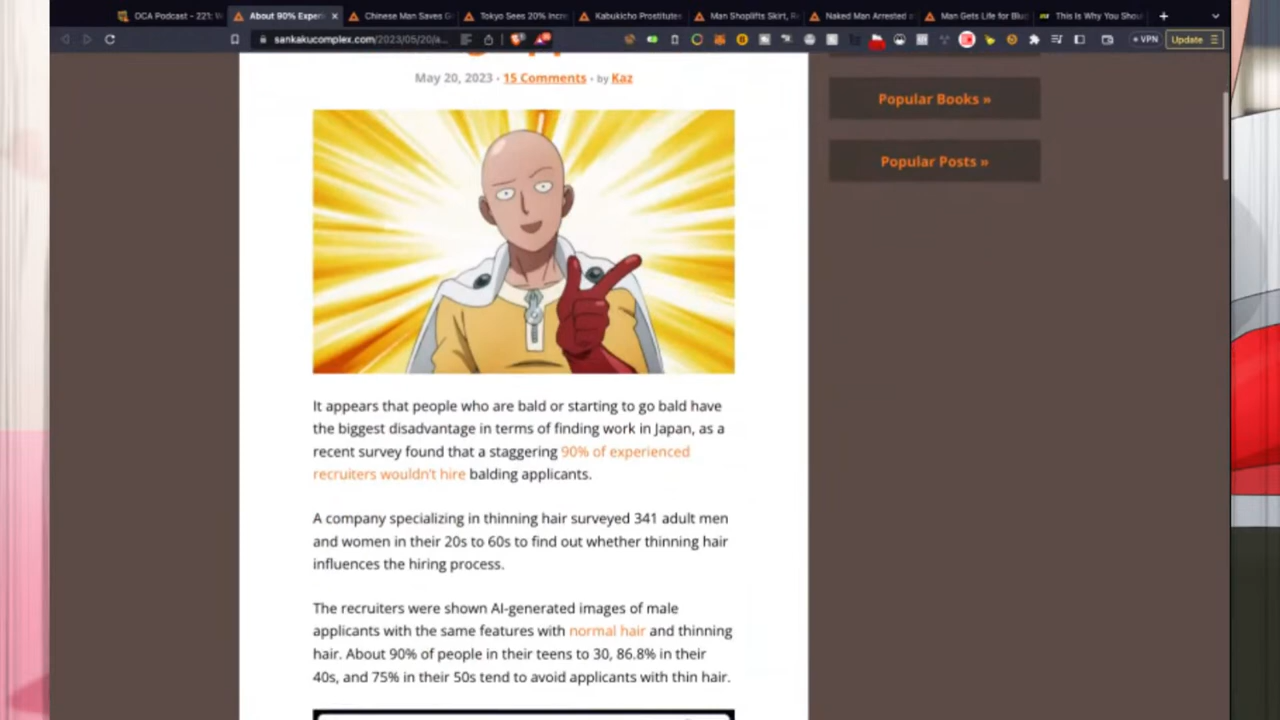 OCA Podcast - 221: W
About 90% Exper
Chinese Man Saves G
Tokyo Sees 20% Incre
Kabukicho Prostitutes
Man Shoplifts Skirt, R
Naked Man Arrested a
Man Gets Life for Blu
This Is Why You Shou
sankakucomplex.com/2023/05/20/a...
VPN
Update
May 20, 2023 · 15 Comments · by Kaz
Popular Books »
Popular Posts »
It appears that people who are bald or starting to go bald have
the biggest disadvantage in terms of finding work in Japan, as a
recent survey found that a staggering 90% of experienced
recruiters wouldn't hire balding applicants.
A company specializing in thinning hair surveyed 341 adult men
and women in their 20s to 60s to find out whether thinning hair
influences the hiring process.
The recruiters were shown AI-generated images of male
applicants with the same features with normal hair and thinning
hair. About 90% of people in their teens to 30, 86.8% in their
40s, and 75% in their 50s tend to avoid applicants with thin hair.